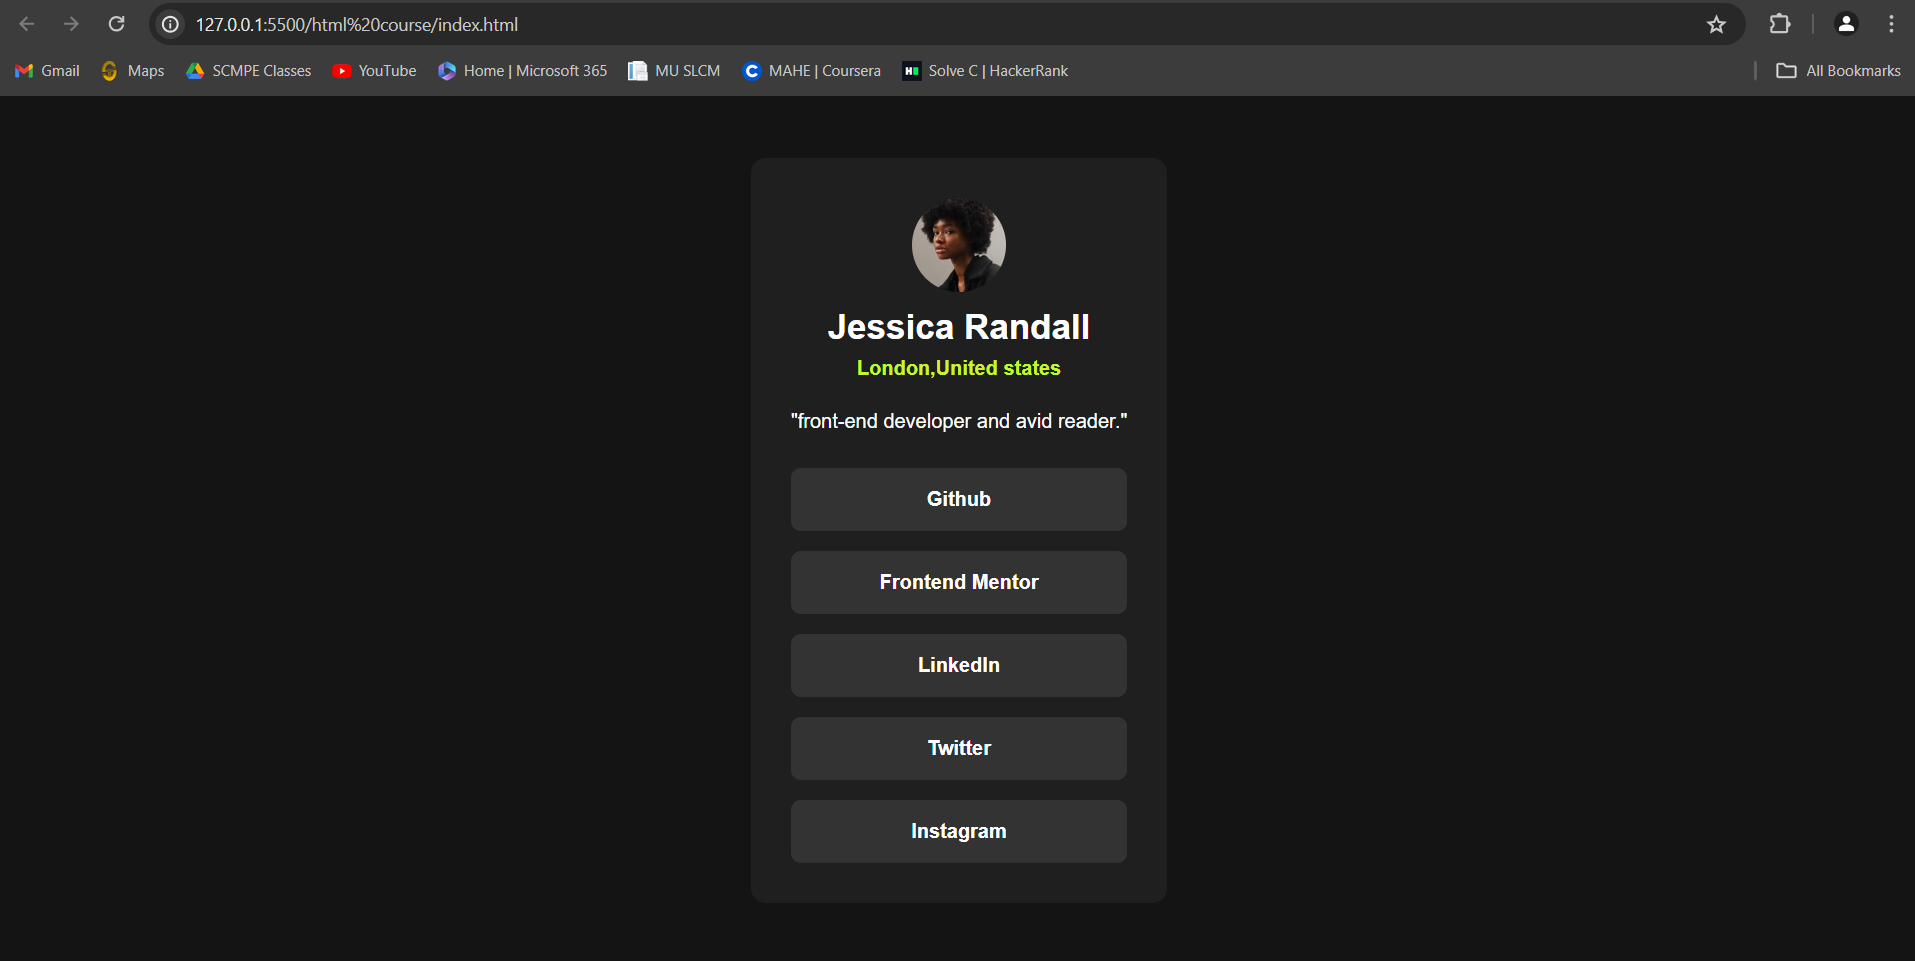 127.0.0.1:5500/html%20course/index.html
Gmail Maps SCMPE Classes YouTube Home | Microsoft 365 MU SLCM C MAHE | Coursera H Solve C | HackerRank All Bookmarks
Jessica Randall
London,United states
"front-end developer and avid reader."
Github
Frontend Mentor
LinkedIn
Twitter
Instagram